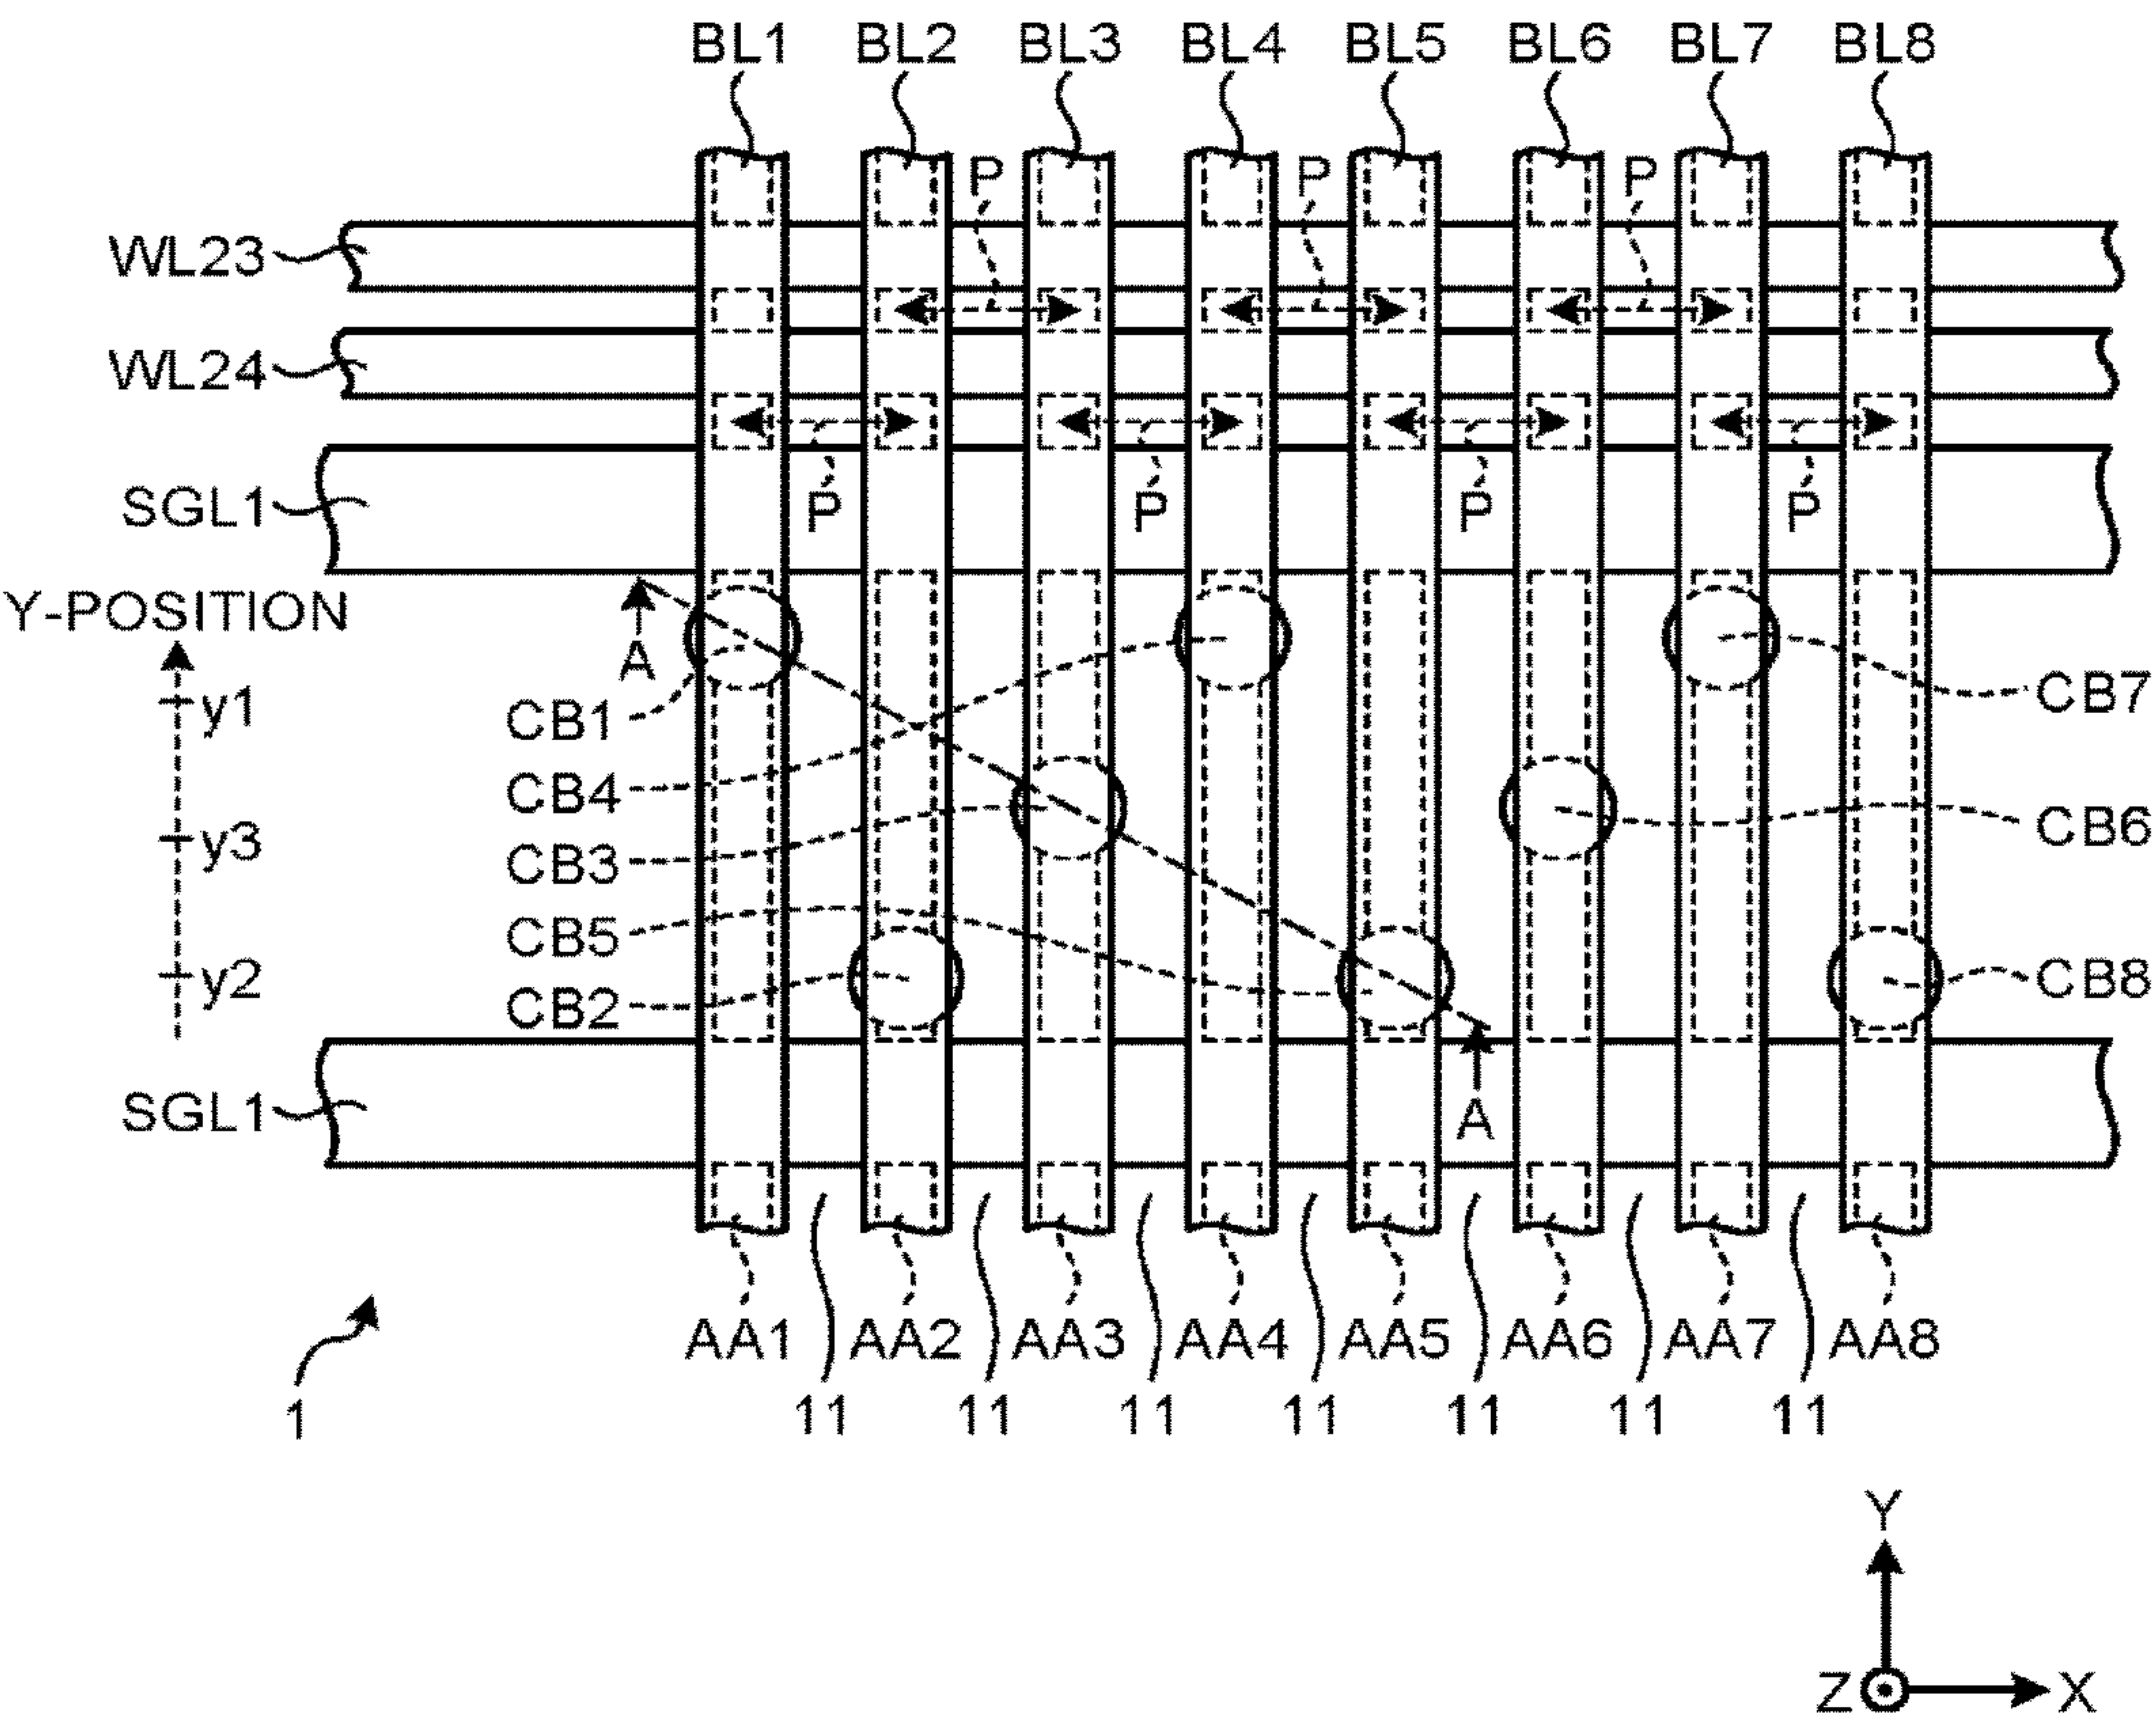 BL1 BL2 BL3 BL4 BL5 BL6 BL7 BL8
P P P
WL23
WL24
SGL1
P P P P
Y-POSITION
A
y1
CB1
CB7
CB4
y3
CB3
CB6
CB5
y2
CB2
CB8
SGL1
A
AA1 AA2 AA3 AA4 AA5 AA6 AA7 AA8
1
11 11 11 11 11 11 11
Y
Z X